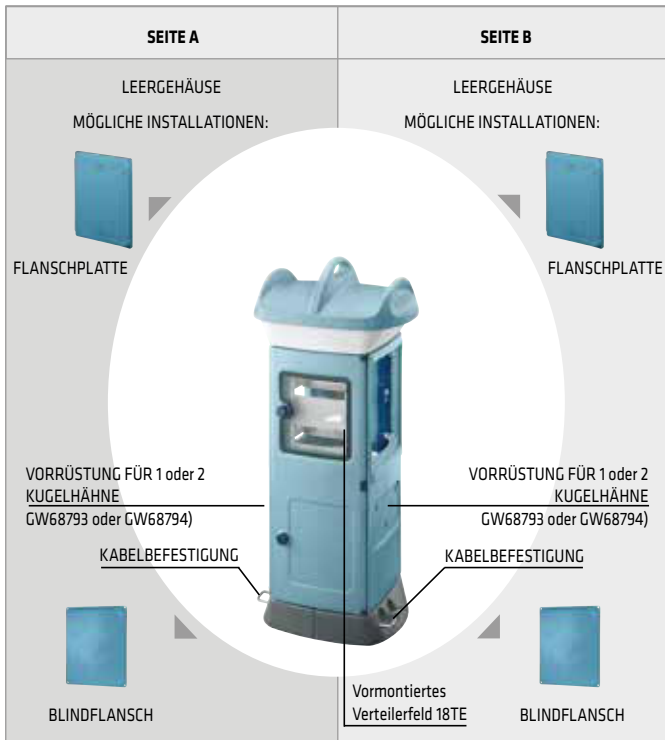 SEITE A
SEITE B
LEERGEHÄUSE
MÖGLICHE INSTALLATIONEN:
LEERGEHÄUSE
MÖGLICHE INSTALLATIONEN:
FLANSCHPLATTE
FLANSCHPLATTE
VORRÜSTUNG FÜR 1 oder 2
KUGELHÄHNE
GW68793 oder GW68794)
VORRÜSTUNG FÜR 1 oder 2
KUGELHÄHNE
GW68793 oder GW68794)
KABELBEFESTIGUNG
KABELBEFESTIGUNG
BLINDFLANSCH
Vormontiertes
Verteilerfeld 18TE
BLINDFLANSCH